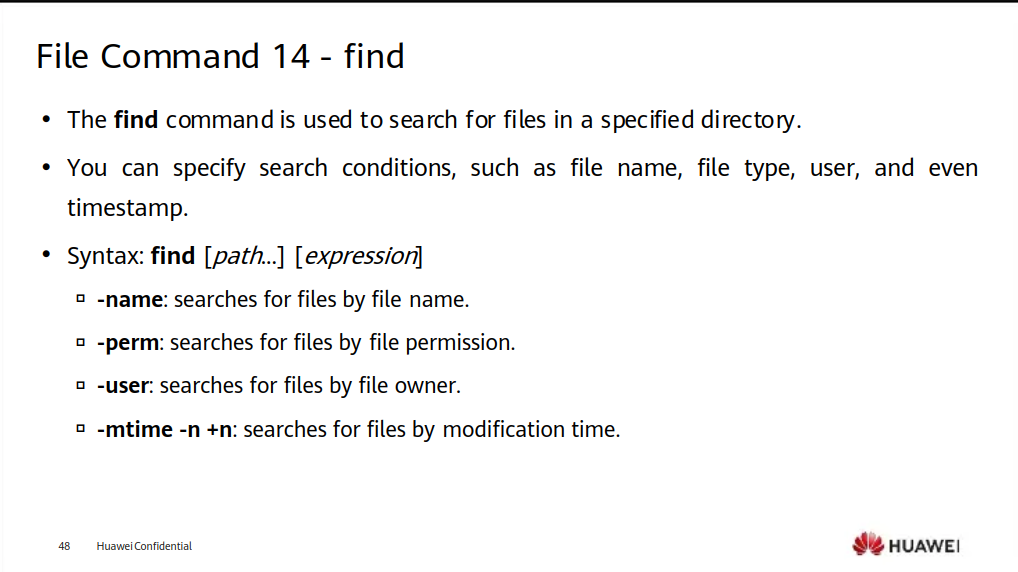 File Command 14 - find
• The find command is used to search for files in a specified directory.
• You can specify search conditions, such as file name, file type, user, and even
timestamp.
• Syntax: find [path...] [expression]
▫ -name: searches for files by file name.
▫ -perm: searches for files by file permission.
▫ -user: searches for files by file owner.
▫ -mtime -n +n: searches for files by modification time.
48 Huawei Confidential
HUAWEI